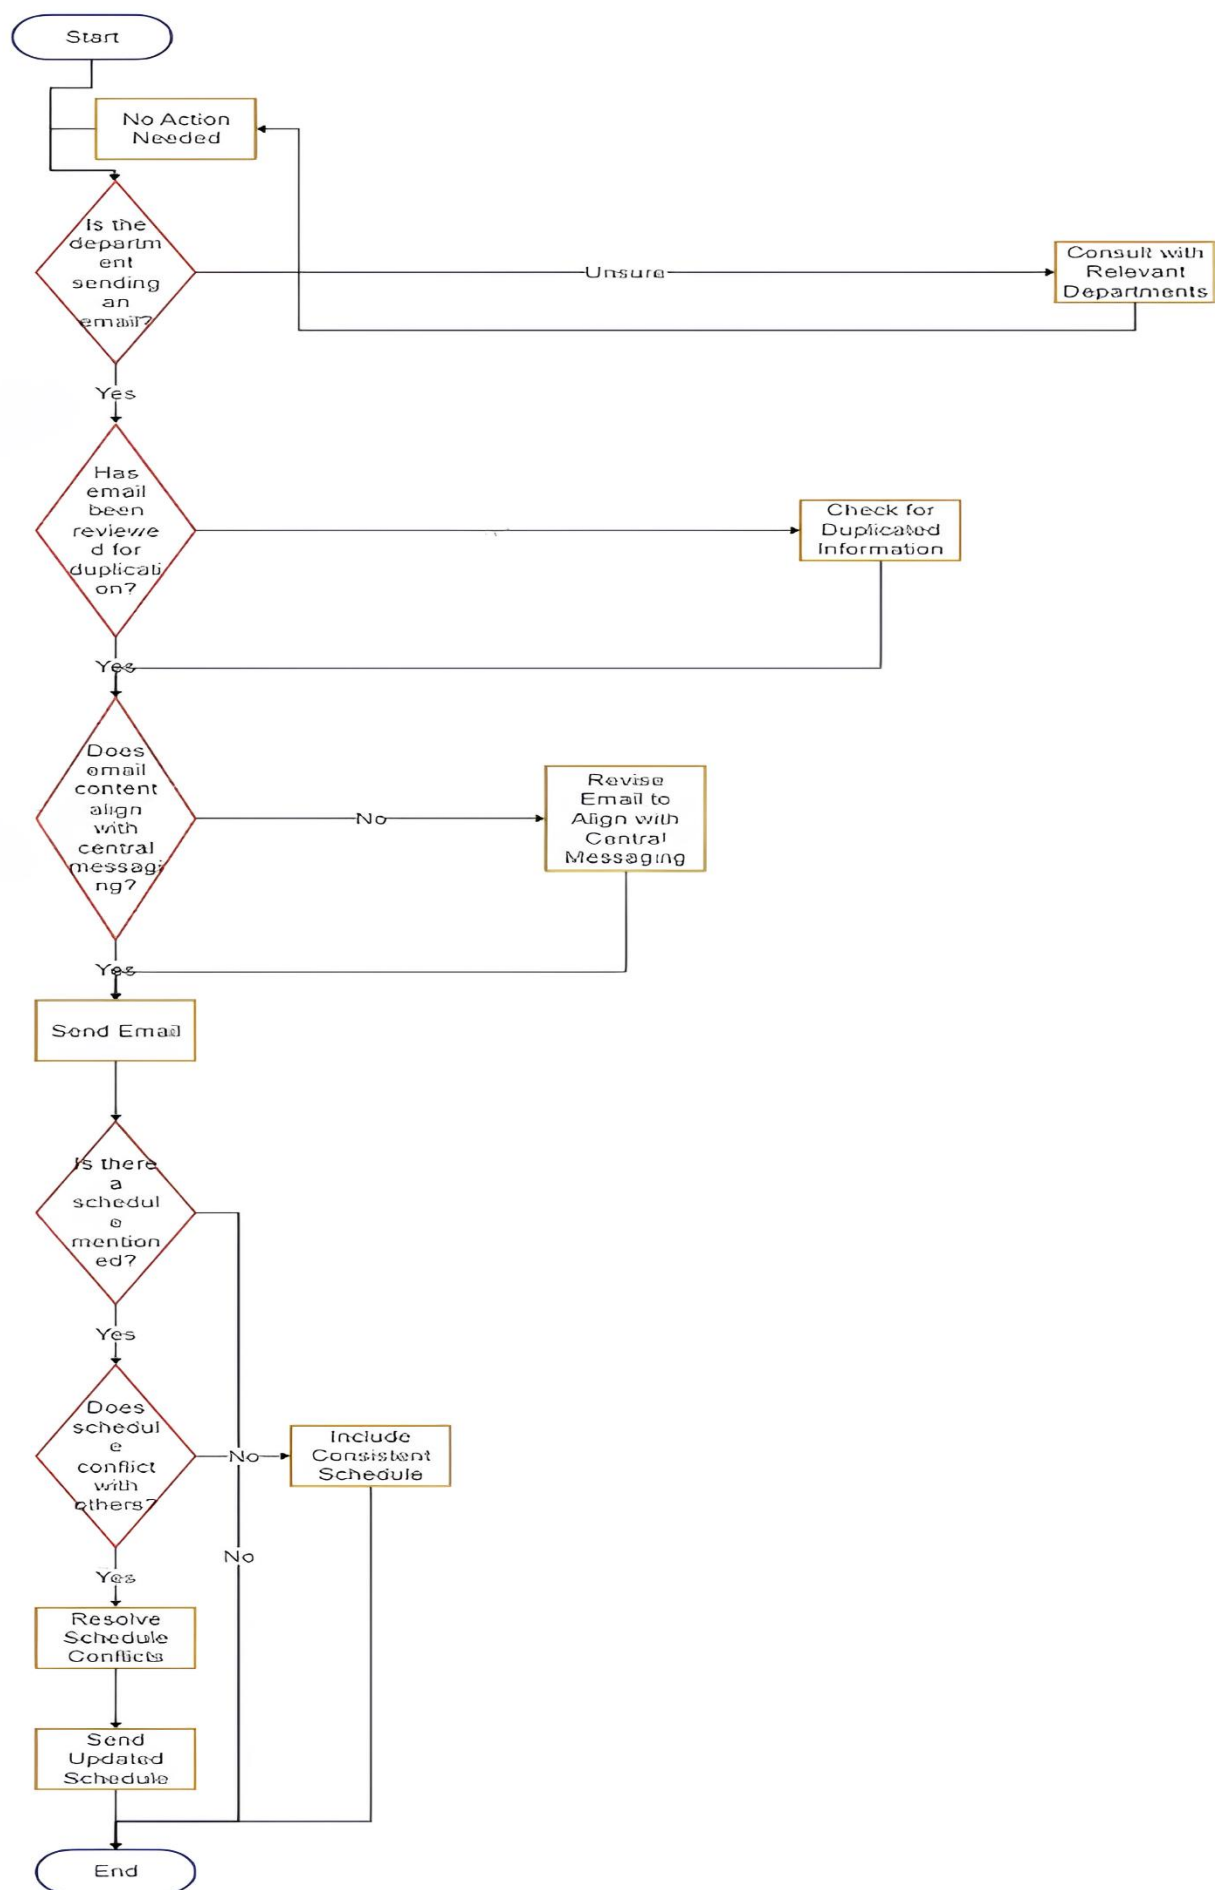 Start
No Action
Needed
Is the
departm
ent
sending
an
email?
Unsure
Consult with
Relevant
Departments
Yes
Has
email
been
reviewe
d for
duplicati
on?
Check for
Duplicated
Information
Yes
Does
email
content
align
with
central
messagi
ng?
No
Revise
Email to
Align with
Central
Messaging
Yes
Send Email
Is there
a
schedul
e
mention
ed?
Yes
Does
schedul
e
conflict
with
others?
No
Include
Consistent
Schedule
No
Yes
Resolve
Schedule
Conflicts
Send
Updated
Schedule
End